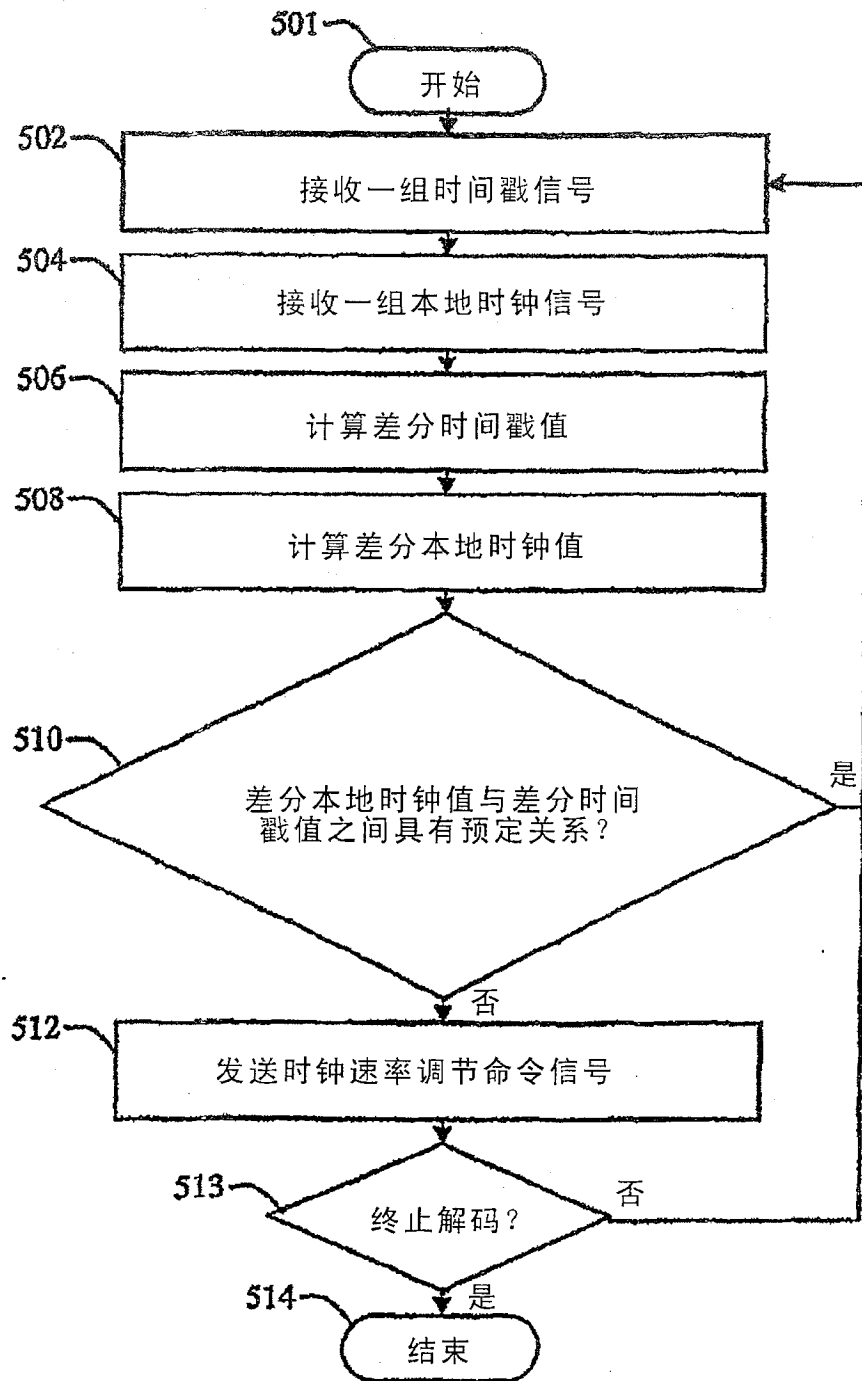 501
开始
502
接收一组时间戳信号
504
接收一组本地时钟信号
506
计算差分时间戳值
508
计算差分本地时钟值
510
差分本地时钟值与差分时间
戳值之间具有预定关系?
是
否
512
发送时钟速率调节命令信号
513
终止解码?
否
是
514
结束